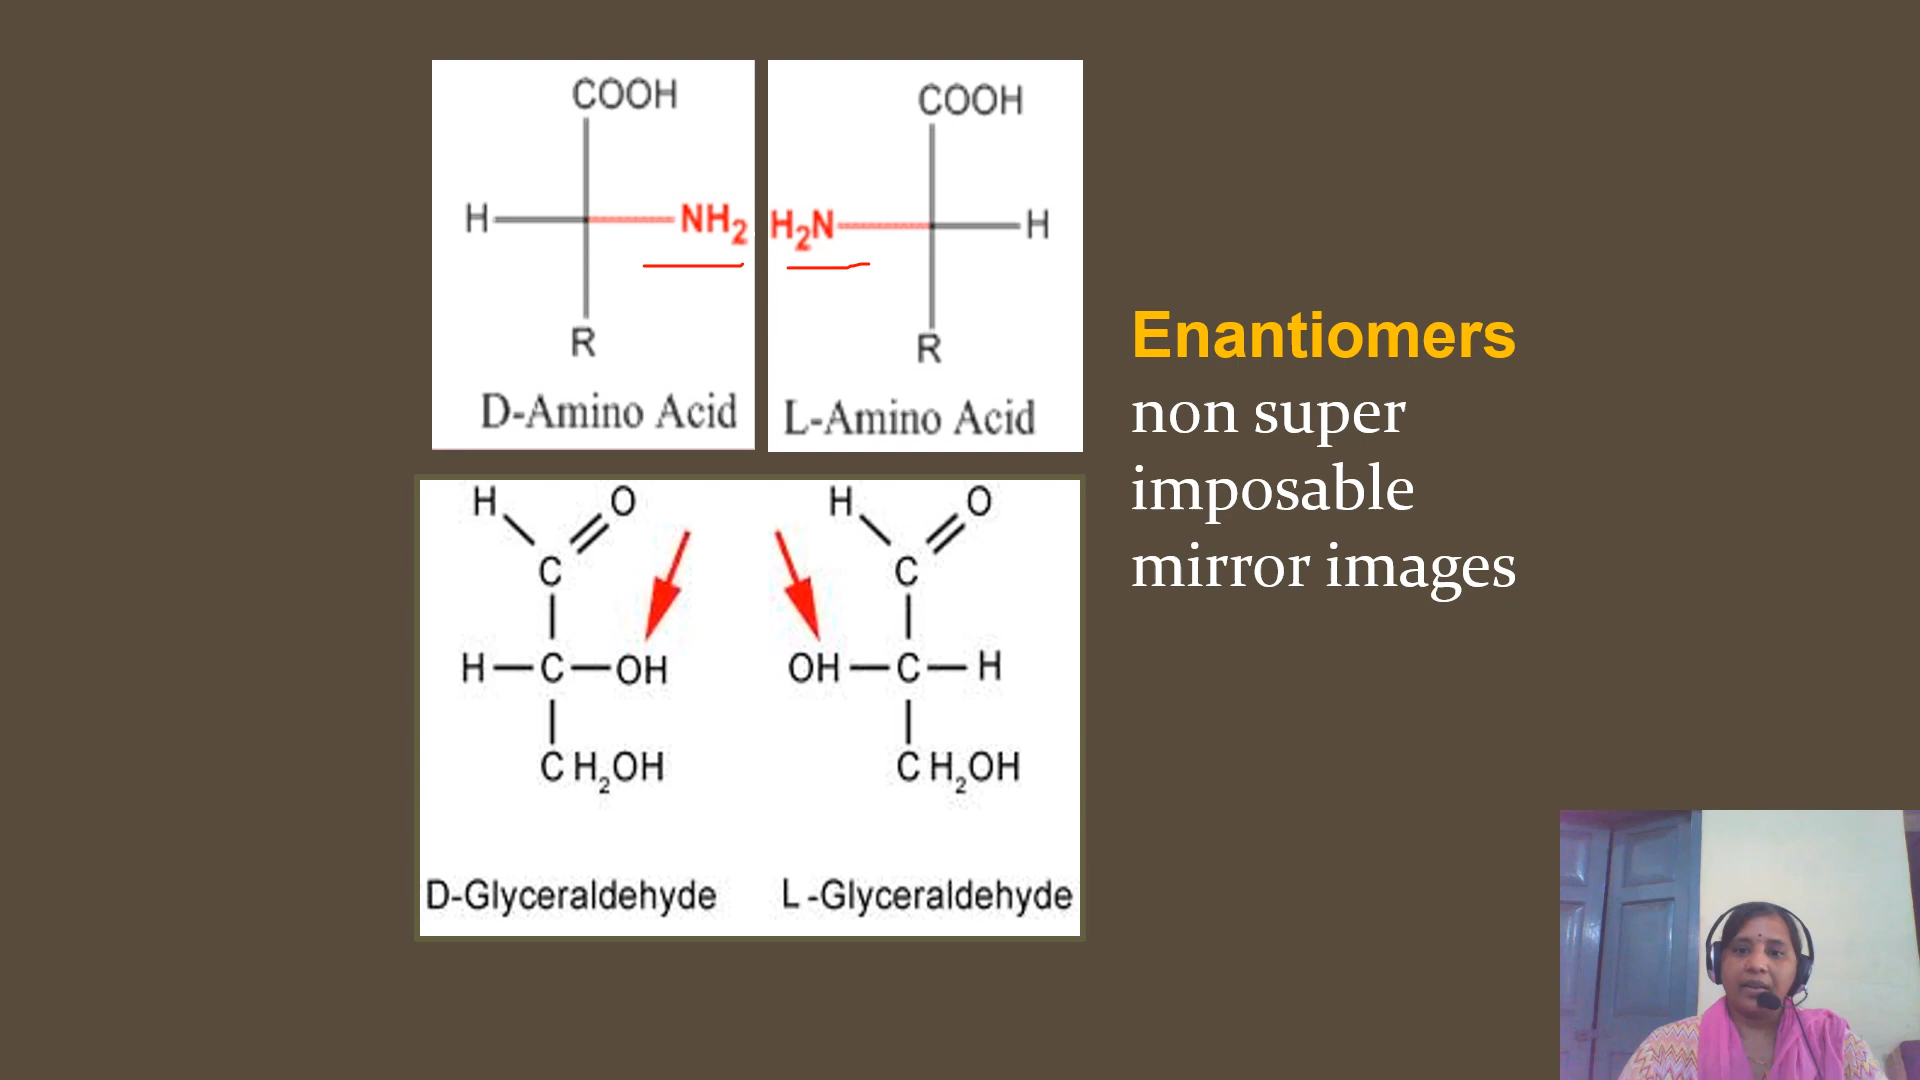 COOH
H NH2
R
D-Amino Acid
COOH
H2N H
R
L-Amino Acid
H O
C
H—C—OH
CH2OH
D-Glyceraldehyde
H O
C
OH—C—H
CH2OH
L-Glyceraldehyde
Enantiomers
non super
imposable
mirror images